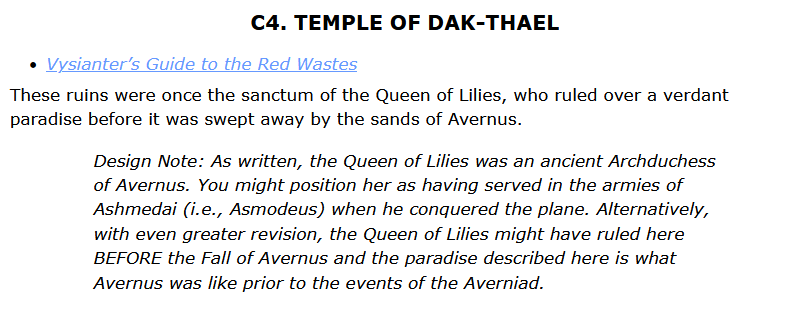 C4. TEMPLE OF DAK-THAEL
• Vysianter’s Guide to the Red Wastes
These ruins were once the sanctum of the Queen of Lilies, who ruled over a verdant
paradise before it was swept away by the sands of Avernus.
Design Note: As written, the Queen of Lilies was an ancient Archduchess
of Avernus. You might position her as having served in the armies of
Ashmedai (i.e., Asmodeus) when he conquered the plane. Alternatively,
with even greater revision, the Queen of Lilies might have ruled here
BEFORE the Fall of Avernus and the paradise described here is what
Avernus was like prior to the events of the Averniad.